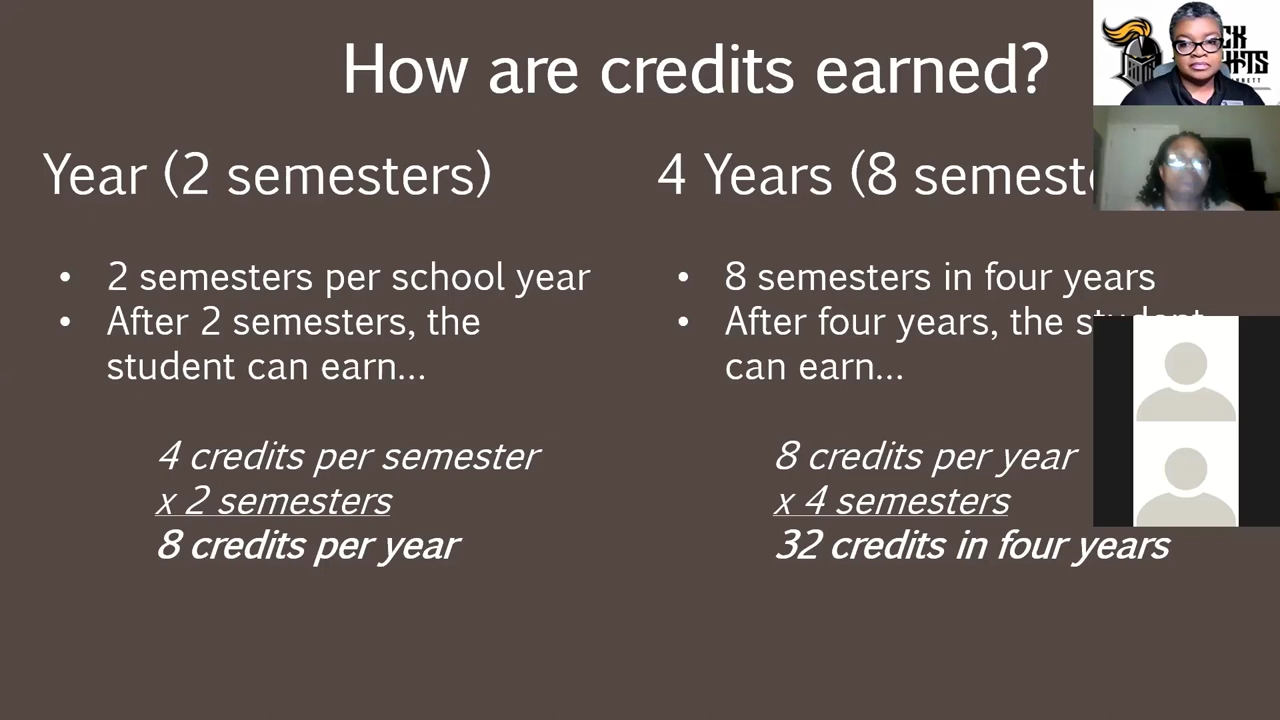 How are credits earned?
Year (2 semesters)
• 2 semesters per school year
• After 2 semesters, the
student can earn...
4 credits per semester
x 2 semesters
8 credits per year
4 Years (8
• 8 semesters in four years
• After four years, the student
can earn...
8 credits per year
x 4 semesters
32 credits in four years